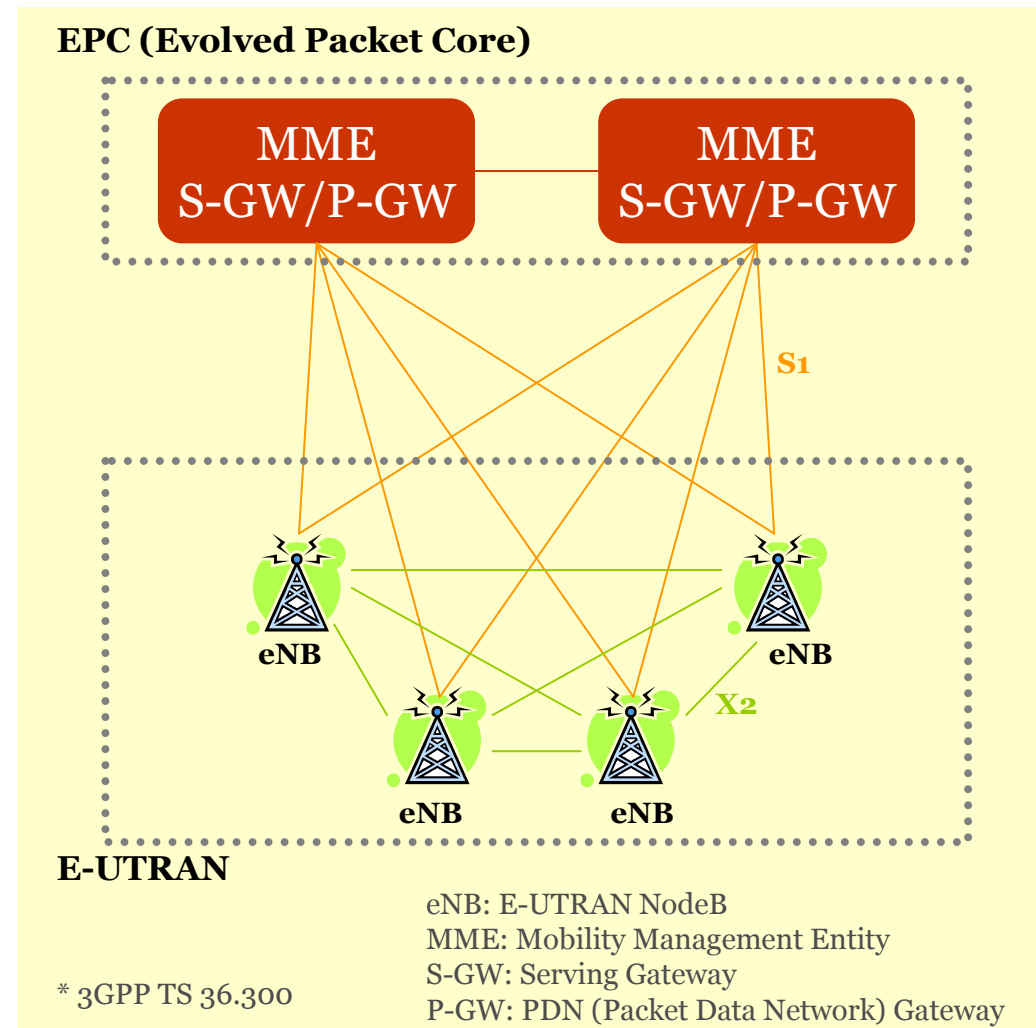 EPC (Evolved Packet Core)
MME
S-GW/P-GW
MME
S-GW/P-GW
S1
eNB
eNB
X2
eNB
eNB
E-UTRAN
eNB: E-UTRAN NodeB
MME: Mobility Management Entity
S-GW: Serving Gateway
* 3GPP TS 36.300
P-GW: PDN (Packet Data Network) Gateway